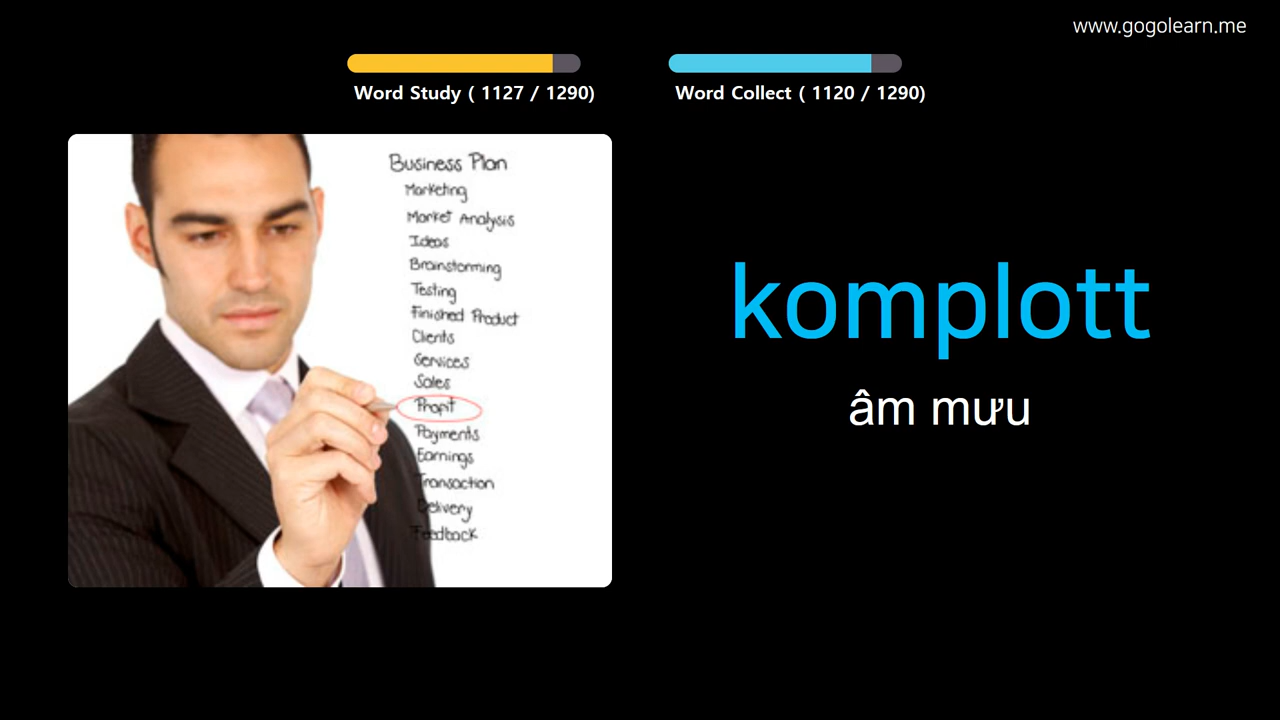 www.gogolearn.me
Word Study ( 1127 / 1290)
Word Collect ( 1120 / 1290)
Business Plan
Marketing
Market Analysis
Ideas
Brainstorming
Testing
Finished Product
Clients
Services
Sales
Profit
Payments
Earnings
Transaction
Delivery
Feedback
komplott
âm mưu